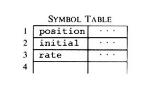 SYMBOL TABLE
1 position ...
2 initial ...
3 rate ...
4